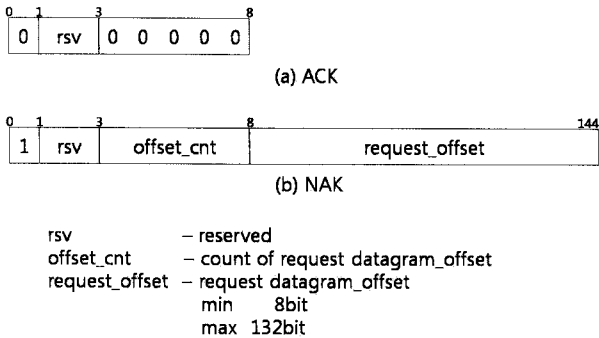 0 1 3 8
0 rsv 0 0 0 0 0
(a) ACK
0 1 3 8 144
1 rsv offset_cnt request_offset
(b) NAK
rsv – reserved
offset_cnt – count of request datagram_offset
request_offset – request datagram_offset
min 8bit
max 132bit